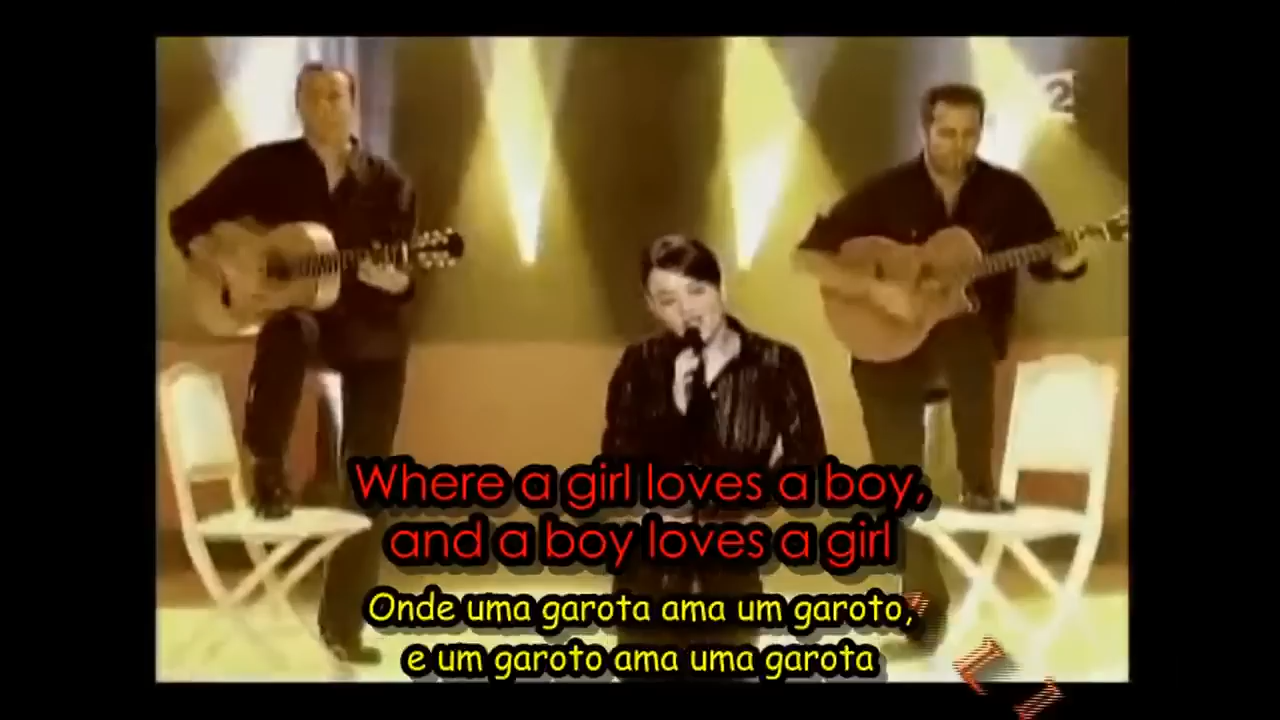 2
Where a girl loves a boy,
and a boy loves a girl
Onde uma garota ama um garoto,
e um garoto ama uma garota